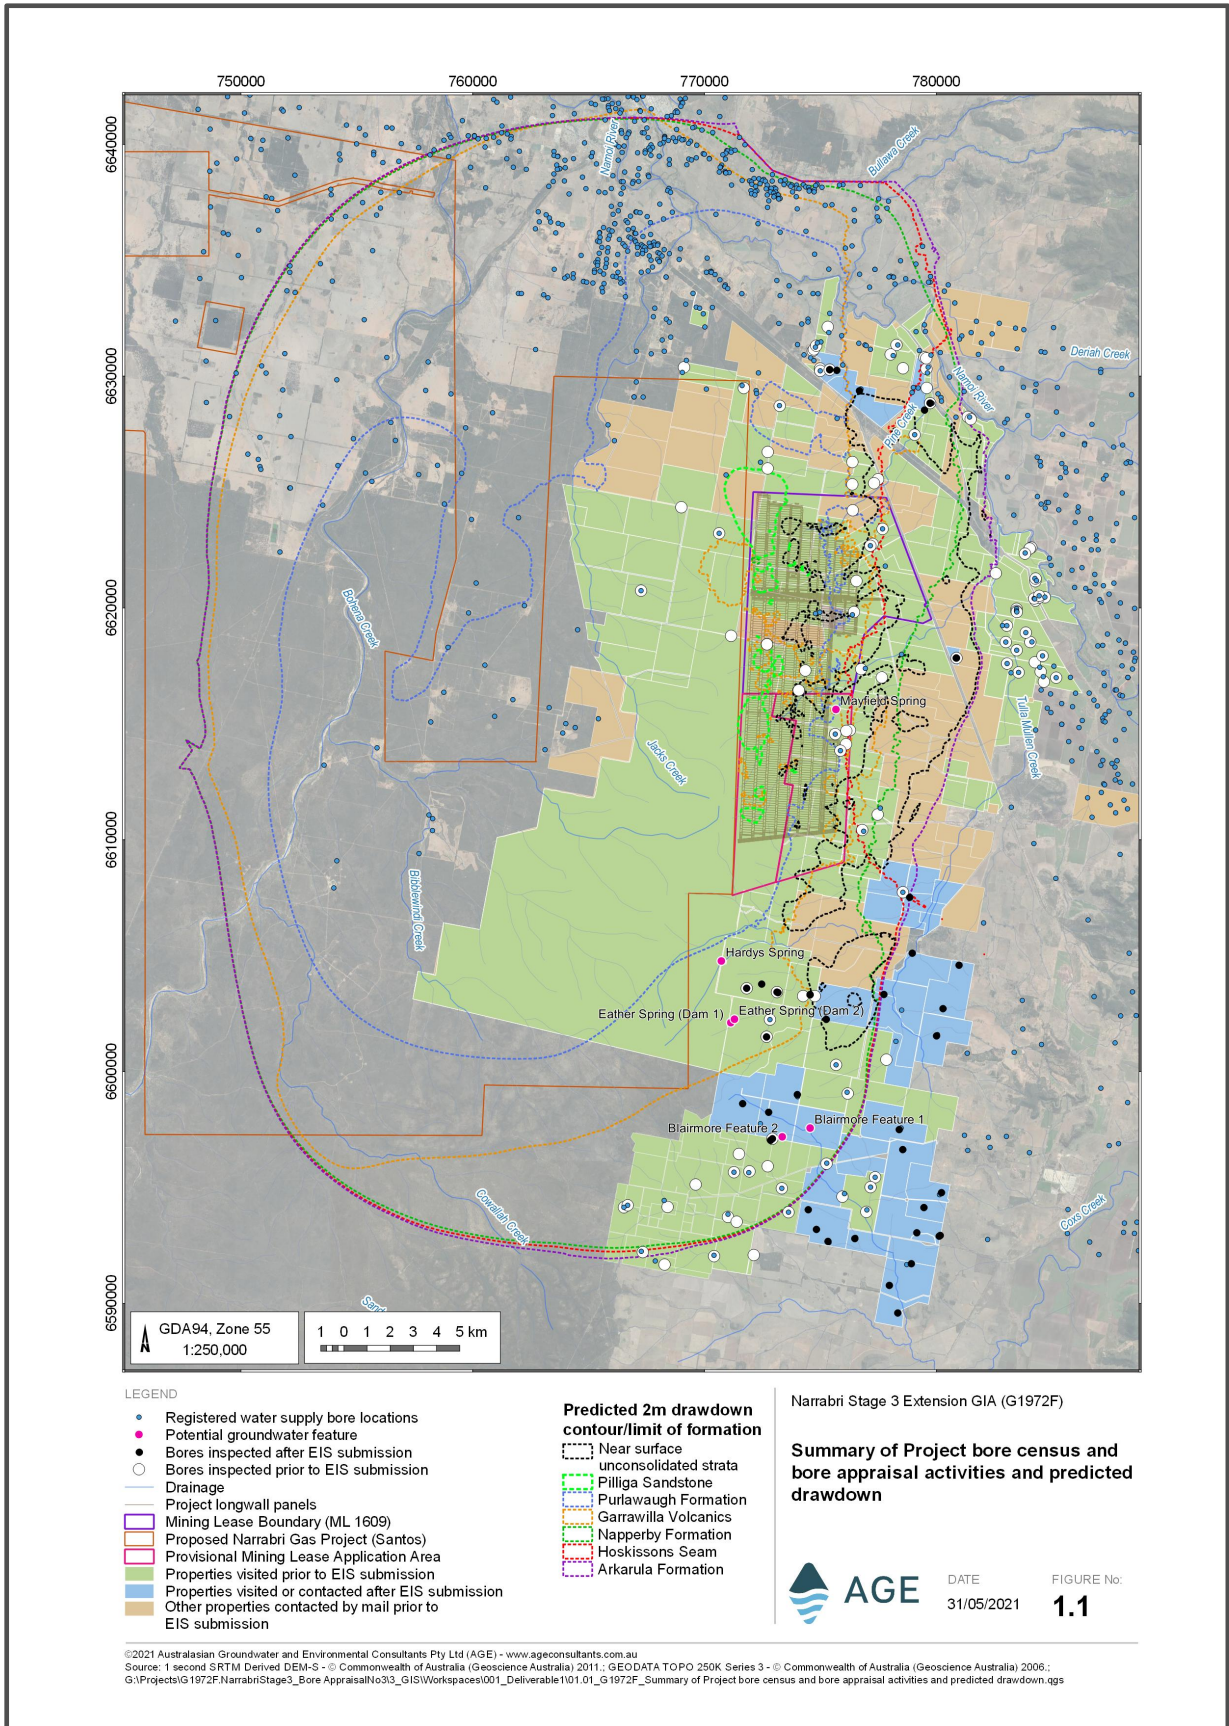 750000
760000
770000
780000
6640000
6630000
6620000
6610000
6600000
6590000
Namoi River
Bullawa Creek
Deriah Creek
Namoi River
Pine Creek
Bohena Creek
Mayfield Spring
Tulla Mullen Creek
Jacks Creek
Bibblewindi Creek
Hardys Spring
Eather Spring (Dam 1)
Eather Spring (Dam 2)
Blairmore Feature 1
Blairmore Feature 2
Cowallah Creek
Coxs Creek
GDA94, Zone 55
1:250,000
1 0 1 2 3 4 5 km
LEGEND
Registered water supply bore locations
Potential groundwater feature
Bores inspected after EIS submission
Bores inspected prior to EIS submission
Drainage
Project longwall panels
Mining Lease Boundary (ML 1609)
Proposed Narrabri Gas Project (Santos)
Provisional Mining Lease Application Area
Properties visited prior to EIS submission
Properties visited or contacted after EIS submission
Other properties contacted by mail prior to
EIS submission
Predicted 2m drawdown
contour/limit of formation
Near surface
unconsolidated strata
Pilliga Sandstone
Purlawaugh Formation
Garrawilla Volcanics
Napperby Formation
Hoskissons Seam
Arkarula Formation
Narrabri Stage 3 Extension GIA (G1972F)
Summary of Project bore census and
bore appraisal activities and predicted
drawdown
AGE
DATE
31/05/2021
FIGURE No:
1.1
©2021 Australasian Groundwater and Environmental Consultants Pty Ltd (AGE) - www.ageconsultants.com.au
Source: 1 second SRTM Derived DEM-S - © Commonwealth of Australia (Geoscience Australia) 2011.; GEODATA TOPO 250K Series 3 - © Commonwealth of Australia (Geoscience Australia) 2006.;
G:\Projects\G1972F.NarrabriStage3_Bore AppraisalNo3\3_GIS\Workspaces\001_Deliverable1\01.01_G1972F_Summary of Project bore census and bore appraisal activities and predicted drawdown.qgs